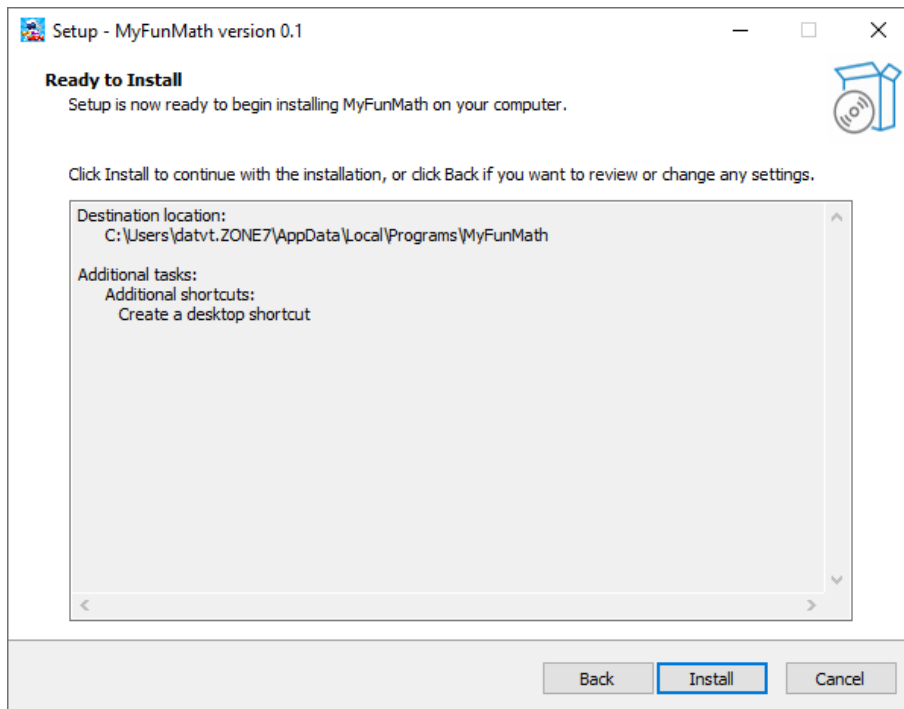 Setup - MyFunMath version 0.1
Ready to Install
Setup is now ready to begin installing MyFunMath on your computer.
Click Install to continue with the installation, or click Back if you want to review or change any settings.
Destination location:
C:\Users\datvt.ZONE7\AppData\Local\Programs\MyFunMath
Additional tasks:
Additional shortcuts:
Create a desktop shortcut
Back
Install
Cancel